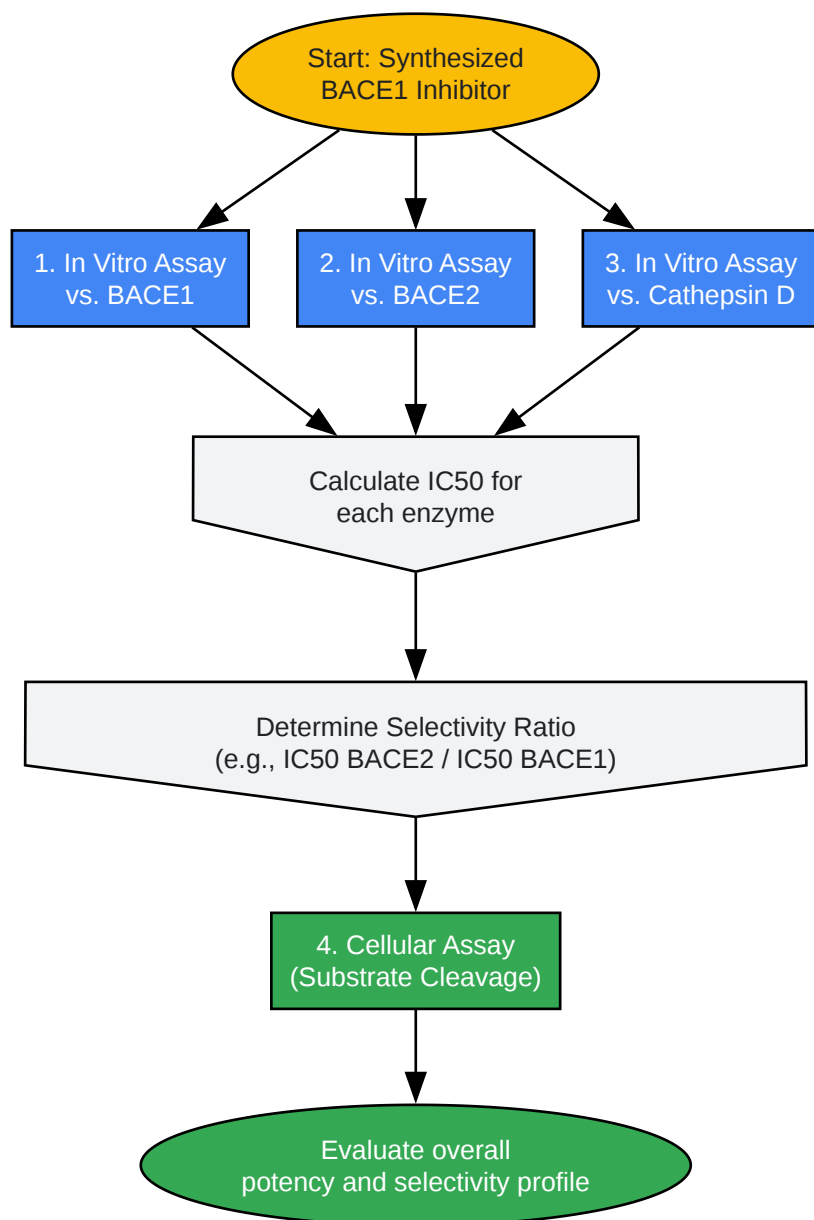 Start: Synthesized
BACE1 Inhibitor
1. In Vitro Assay
vs. BACE1
2. In Vitro Assay
vs. BACE2
3. In Vitro Assay
vs. Cathepsin D
Calculate IC50 for
each enzyme
Determine Selectivity Ratio
(e.g., IC50 BACE2 / IC50 BACE1)
4. Cellular Assay
(Substrate Cleavage)
Evaluate overall
potency and selectivity profile